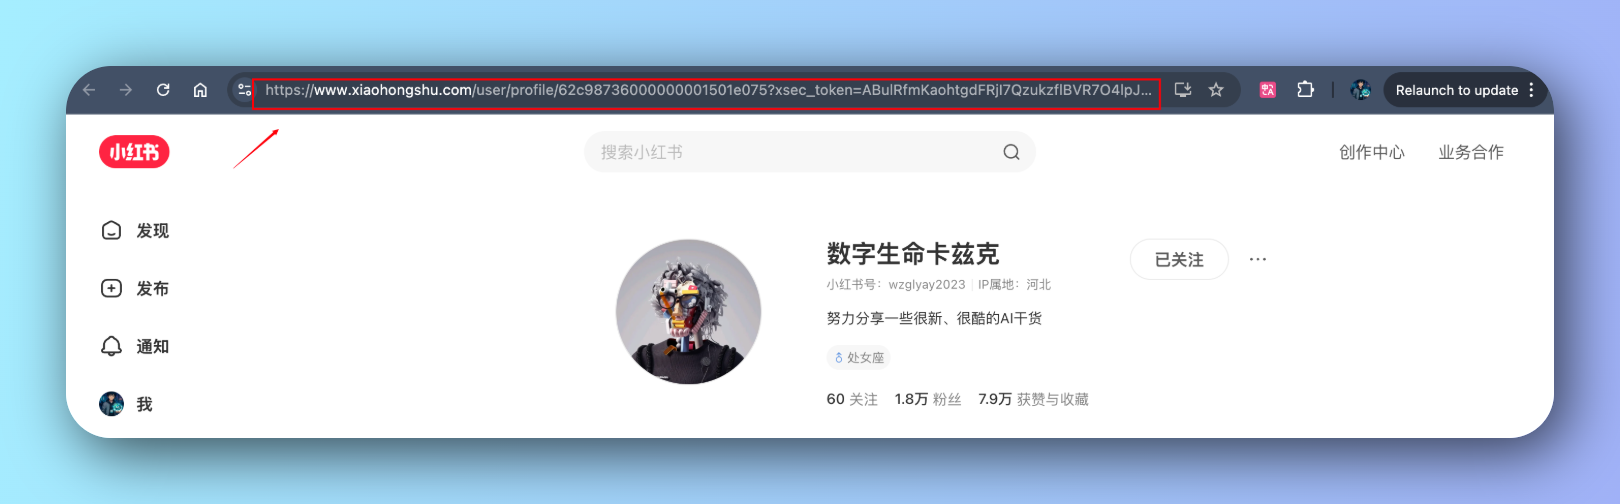 https://www.xiaohongshu.com/user/profile/62c98736000000001501e075?xsec_token=ABulRfmKaohtgdFRjI7QzukzflBVR7O4IpJ...
Relaunch to update
小红书
搜索小红书
创作中心
业务合作
发现
发布
通知
我
数字生命卡兹克
已关注
小红书号：wzglyay2023 IP属地：河北
努力分享一些很新、很酷的AI干货
处女座
60 关注 1.8万 粉丝 7.9万 获赞与收藏